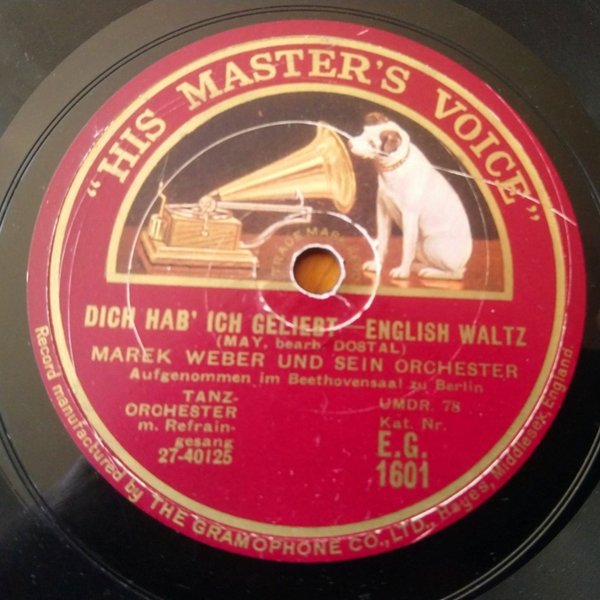 "HIS MASTER'S VOICE"
TRADE MARK
DICH HAB' ICH GELIEBT—ENGLISH WALTZ
(MAY, bearb. DOSTAL)
MAREK WEBER UND SEIN ORCHESTER
Aufgenommen im Beethovensaal zu Berlin
TANZ-
ORCHESTER
m. Refrain-
gesang
27-40125
UMDR. 78
Kat. Nr.
E.G.
1601
Record manufactured by THE GRAMOPHONE CO., LTD., Hayes, Middlesex, England.